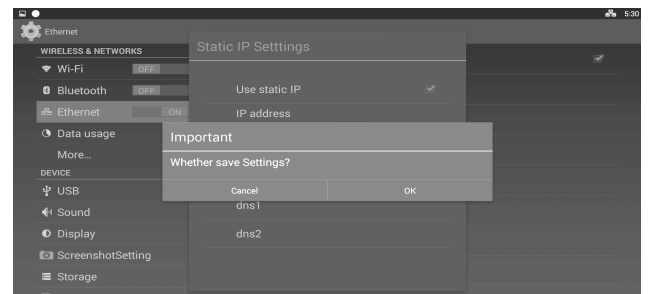 5:30
Ethernet
WIRELESS & NETWORKS
Wi-Fi OFF
Bluetooth OFF
Ethernet ON
Data usage
More...
DEVICE
USB
Sound
Display
ScreenshotSetting
Storage
Static IP Setttings
Use static IP
IP address
Important
Whether save Settings?
Cancel OK
dns1
dns2